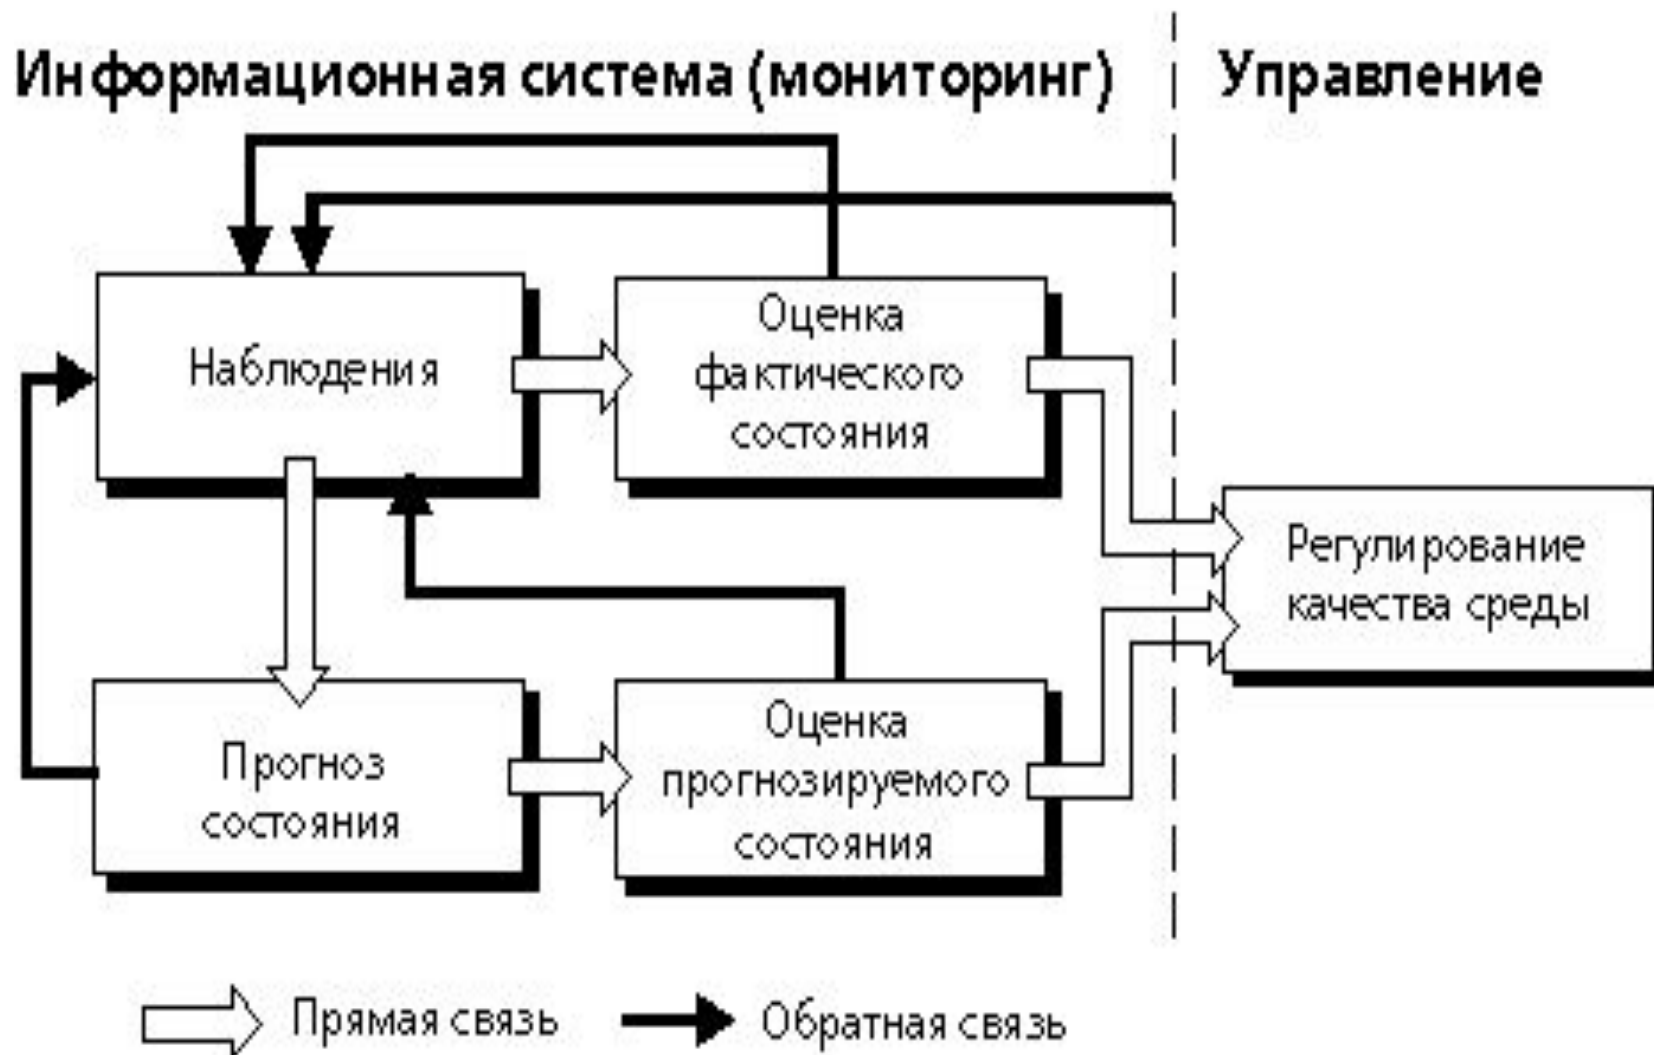 Информационная система (мониторинг)
Управление
Наблюдения
Оценка
фактического
состояния
Регулирование
качества среды
Прогноз
состояния
Оценка
прогнозируемого
состояния
Прямая связь
Обратная связь